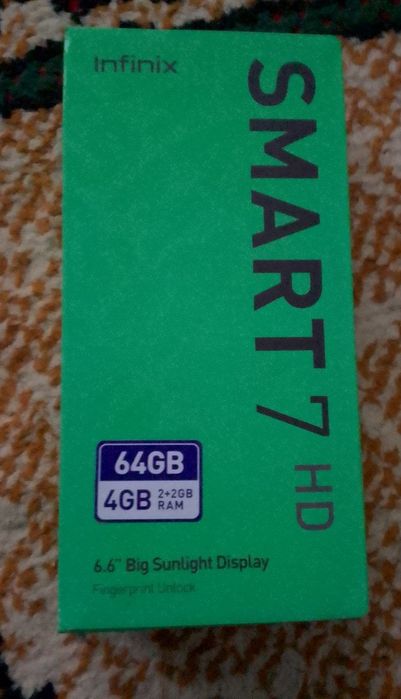 Infinix
SMART 7 HD
64GB
4GB 2+2GB RAM
6.6" Big Sunlight Display
Fingerprint Unlock